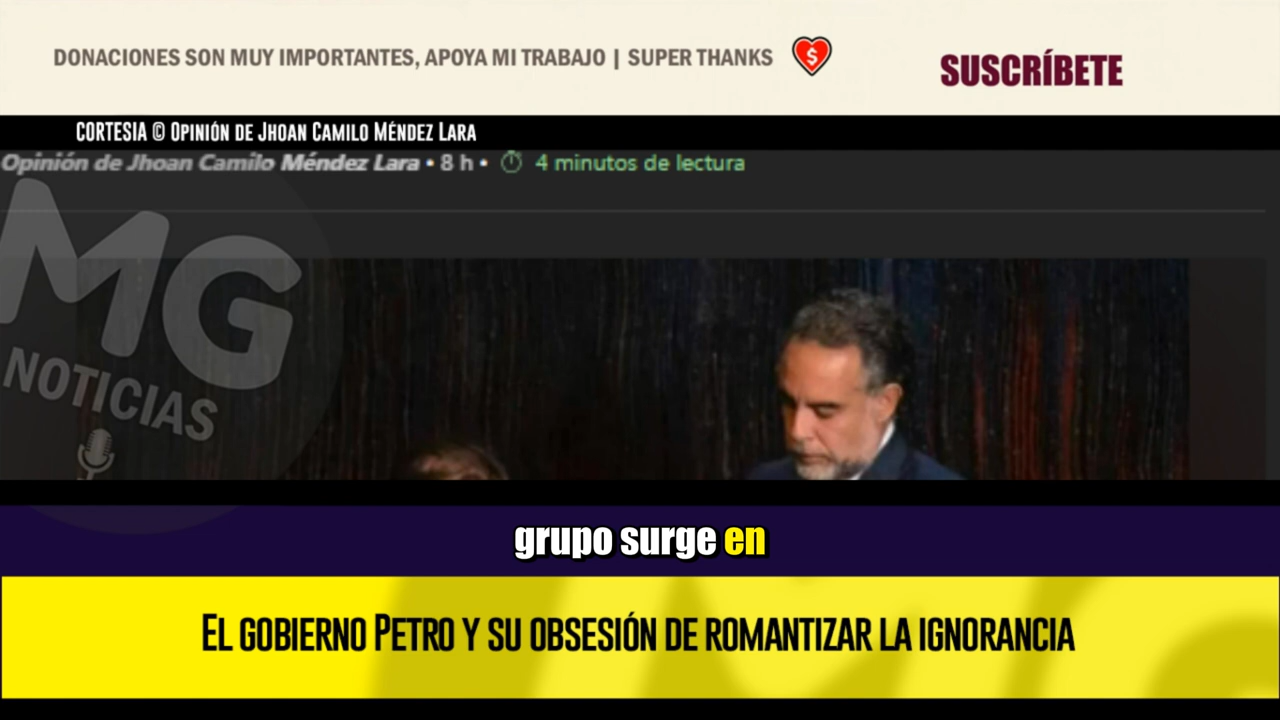 DONACIONES SON MUY IMPORTANTES, APOYA MI TRABAJO | SUPER THANKS
$
SUSCRÍBETE
CORTESIA © OPINIÓN DE JHOAN CAMILO MÉNDEZ LARA
Opinión de Jhoan Camilo Méndez Lara • 8 h • 4 minutos de lectura
MG
NOTICIAS
grupo surge en
EL GOBIERNO PETRO Y SU OBSESIÓN DE ROMANTIZAR LA IGNORANCIA